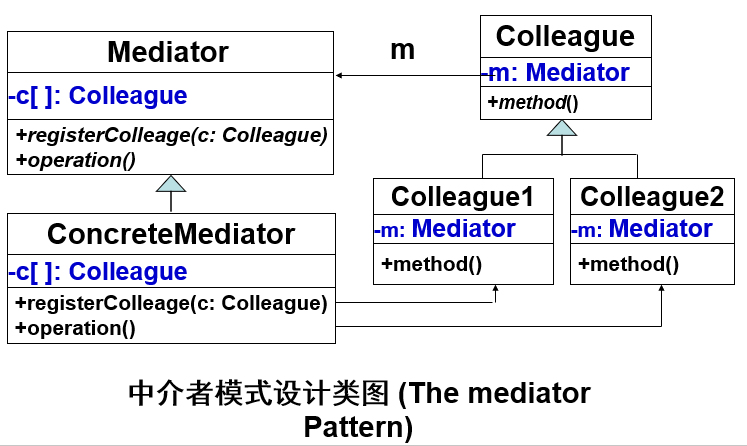 Mediator
-c[ ]: Colleague
+registerColleage(c: Colleague)
+operation()
m
Colleague
-m: Mediator
+method()
ConcreteMediator
-c[ ]: Colleague
+registerColleage(c: Colleague)
+operation()
Colleague1
-m: Mediator
+method()
Colleague2
-m: Mediator
+method()
中介者模式设计类图 (The mediator
Pattern)